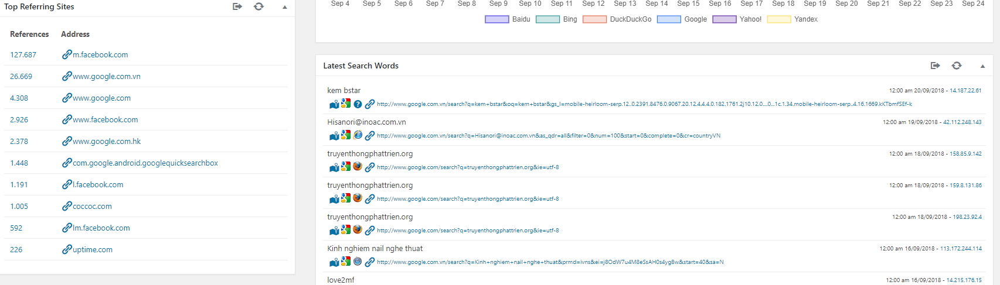 Top Referring Sites
References Address
127.687 m.facebook.com
26.669 www.google.com.vn
4.308 www.google.com
2.926 www.facebook.com
2.378 www.google.com.hk
1.448 com.google.android.googlequicksearchbox
1.191 l.facebook.com
1.005 coccoc.com
592 lm.facebook.com
226 uptime.com
Sep 4 Sep 5 Sep 6 Sep 7 Sep 8 Sep 9 Sep 10 Sep 11 Sep 12 Sep 13 Sep 14 Sep 15 Sep 16 Sep 17 Sep 18 Sep 19 Sep 20 Sep 21 Sep 22 Sep 23 Sep 24
Baidu Bing DuckDuckGo Google Yahoo! Yandex
Latest Search Words
kem bstar 12:00 am 20/09/2018 - 14.187.22.61
http://www.google.com.vn/search?q=kem+bstar&oq=kem+bstar&gs_l=mobile-heirloom-serp.12..0.2391.8476.0.9067.20.12.4.4.4.0.182.1761.2j10.12.0....0...1c.1.34.mobile-heirloom-serp..4.16.1669.kKTbmfSEf-k
Hisanori@inoac.com.vn 12:00 am 19/09/2018 - 42.112.248.143
http://www.google.com.vn/search?q=Hisanori@inoac.com.vn&as_qdr=all&filter=0&num=100&start=0&complete=0&cr=countryVN
truyenthongphattrien.org 12:00 am 18/09/2018 - 158.85.9.142
http://www.google.com/search?q=truyenthongphattrien.org&ie=utf-8
truyenthongphattrien.org 12:00 am 18/09/2018 - 159.8.131.86
http://www.google.com/search?q=truyenthongphattrien.org&ie=utf-8
truyenthongphattrien.org 12:00 am 18/09/2018 - 198.23.92.4
http://www.google.com/search?q=truyenthongphattrien.org&ie=utf-8
Kinh nghiem nail nghe thuat 12:00 am 16/09/2018 - 113.172.244.114
http://www.google.com.vn/search?q=Kinh+nghiem+nail+nghe+thuat&prmd=ivns&ei=j8OdW7u4M8eSsAH0s4ygBw&start=40&sa=N
love2mf 12:00 am 16/09/2018 - 14.215.176.15